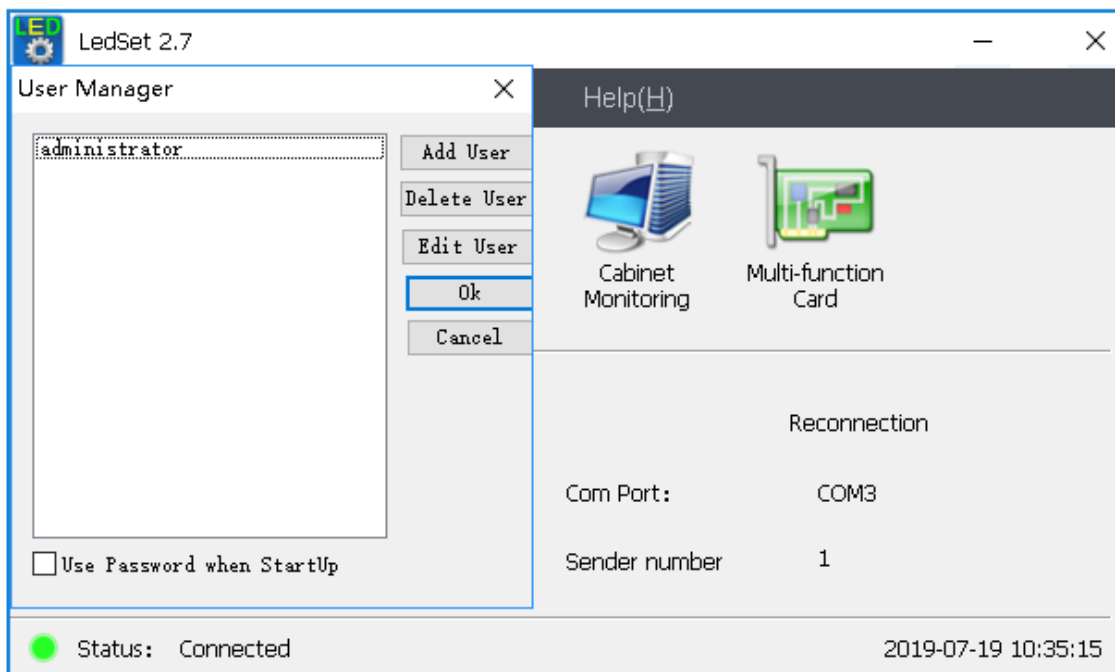 LED
LedSet 2.7
User Manager
Help(H)
administrator
Add User
Delete User
Edit User
Ok
Cancel
Use Password when StartUp
Cabinet
Monitoring
Multi-function
Card
Reconnection
Com Port: COM3
Sender number 1
Status: Connected
2019-07-19 10:35:15